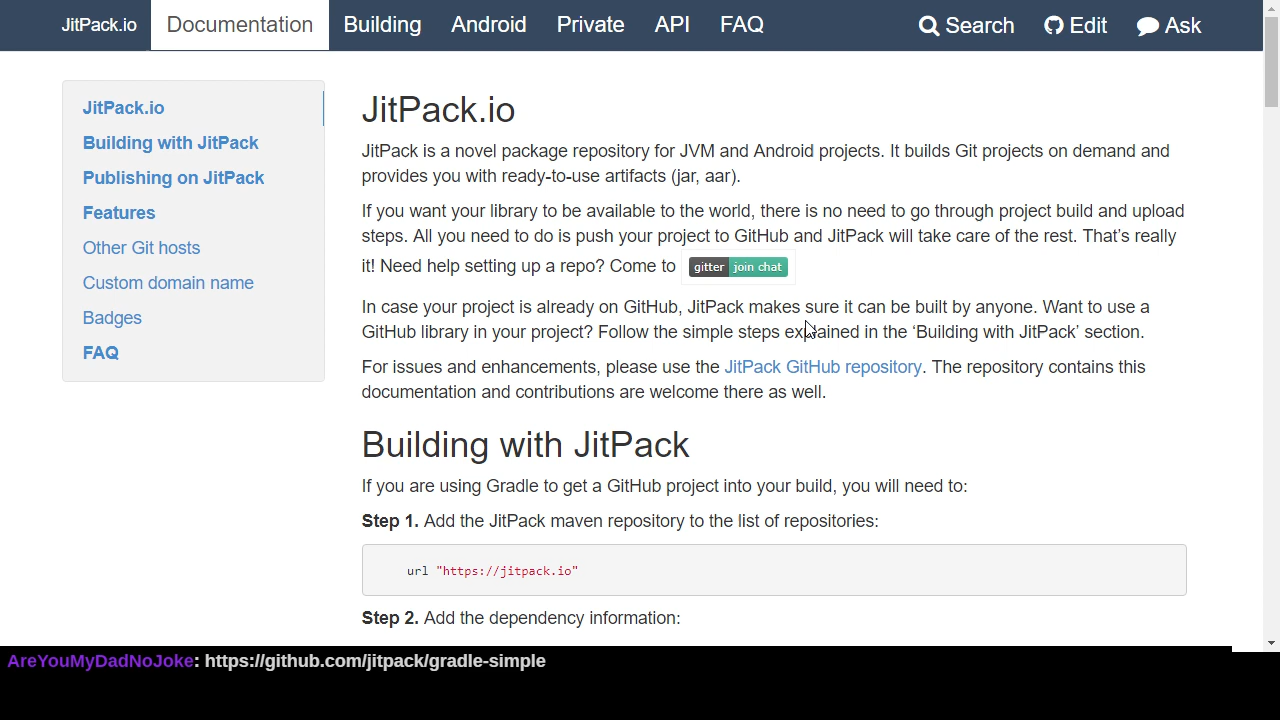 JitPack.io Documentation Building Android Private API FAQ Search Edit Ask
JitPack.io
Building with JitPack
Publishing on JitPack
Features
Other Git hosts
Custom domain name
Badges
FAQ
JitPack.io
JitPack is a novel package repository for JVM and Android projects. It builds Git projects on demand and
provides you with ready-to-use artifacts (jar, aar).
If you want your library to be available to the world, there is no need to go through project build and upload
steps. All you need to do is push your project to GitHub and JitPack will take care of the rest. That’s really
it! Need help setting up a repo? Come to gitter join chat
In case your project is already on GitHub, JitPack makes sure it can be built by anyone. Want to use a
GitHub library in your project? Follow the simple steps explained in the ‘Building with JitPack’ section.
For issues and enhancements, please use the JitPack GitHub repository. The repository contains this
documentation and contributions are welcome there as well.
Building with JitPack
If you are using Gradle to get a GitHub project into your build, you will need to:
Step 1. Add the JitPack maven repository to the list of repositories:
url "https://jitpack.io"
Step 2. Add the dependency information:
AreYouMyDadNoJoke: https://github.com/jitpack/gradle-simple